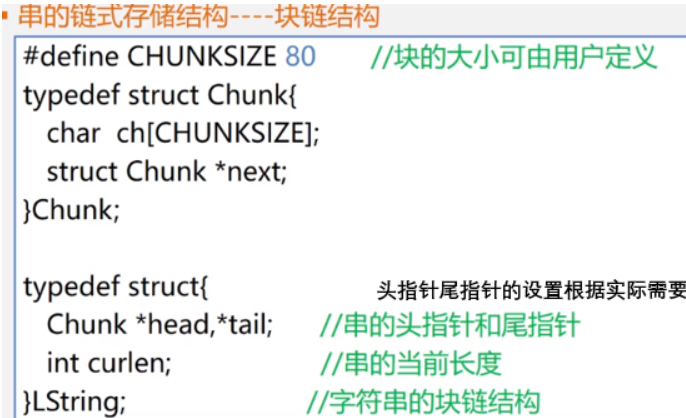 串的链式存储结构----块链结构
#define CHUNKSIZE 80 //块的大小可由用户定义
typedef struct Chunk{
char ch[CHUNKSIZE];
struct Chunk *next;
}Chunk;
typedef struct{ 头指针尾指针的设置根据实际需要
Chunk *head,*tail; //串的头指针和尾指针
int curlen; //串的当前长度
}LString; //字符串的块链结构